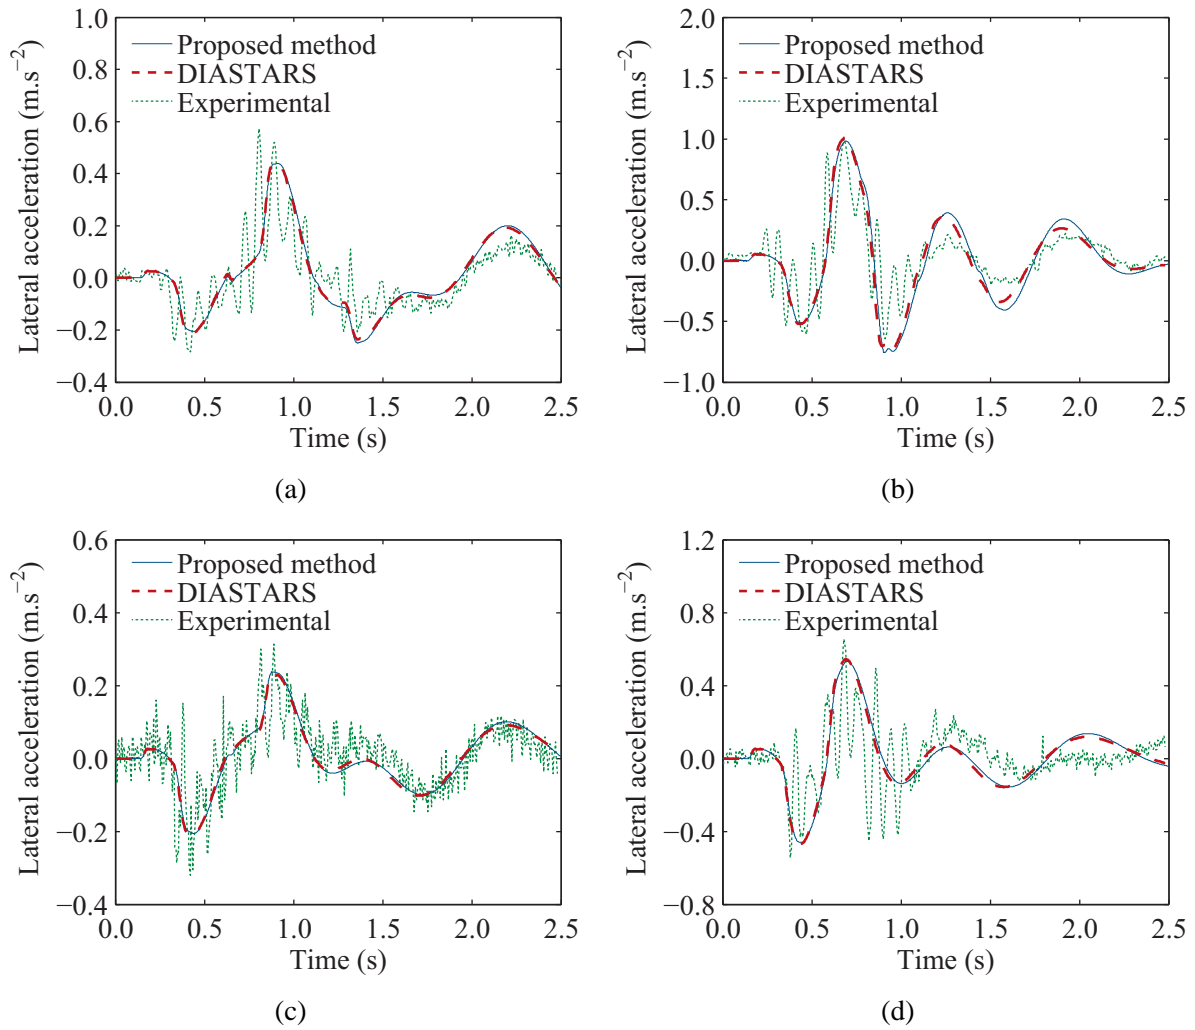 1.0
0.8
0.6
0.4
0.2
0.0
−0.2
−0.4
Lateral acceleration (m.s⁻²)
Proposed method
DIASTARS
Experimental
0.0 0.5 1.0 1.5 2.0 2.5
Time (s)
(a)
2.0
1.5
1.0
0.5
0.0
−0.5
−1.0
Lateral acceleration (m.s⁻²)
Proposed method
DIASTARS
Experimental
0.0 0.5 1.0 1.5 2.0 2.5
Time (s)
(b)
0.6
0.4
0.2
0.0
−0.2
−0.4
Lateral acceleration (m.s⁻²)
Proposed method
DIASTARS
Experimental
0.0 0.5 1.0 1.5 2.0 2.5
Time (s)
(c)
1.2
0.8
0.4
0.0
−0.4
−0.8
Lateral acceleration (m.s⁻²)
Proposed method
DIASTARS
Experimental
0.0 0.5 1.0 1.5 2.0 2.5
Time (s)
(d)